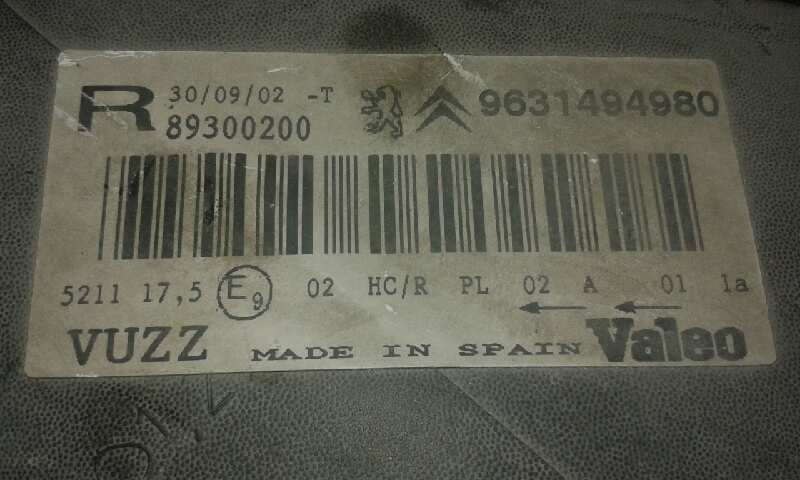 R 30/09/02 -T 9631494980
89300200
5211 17,5 E9 02 HC/R PL 02 A 01 1a
VUZZ MADE IN SPAIN Valeo